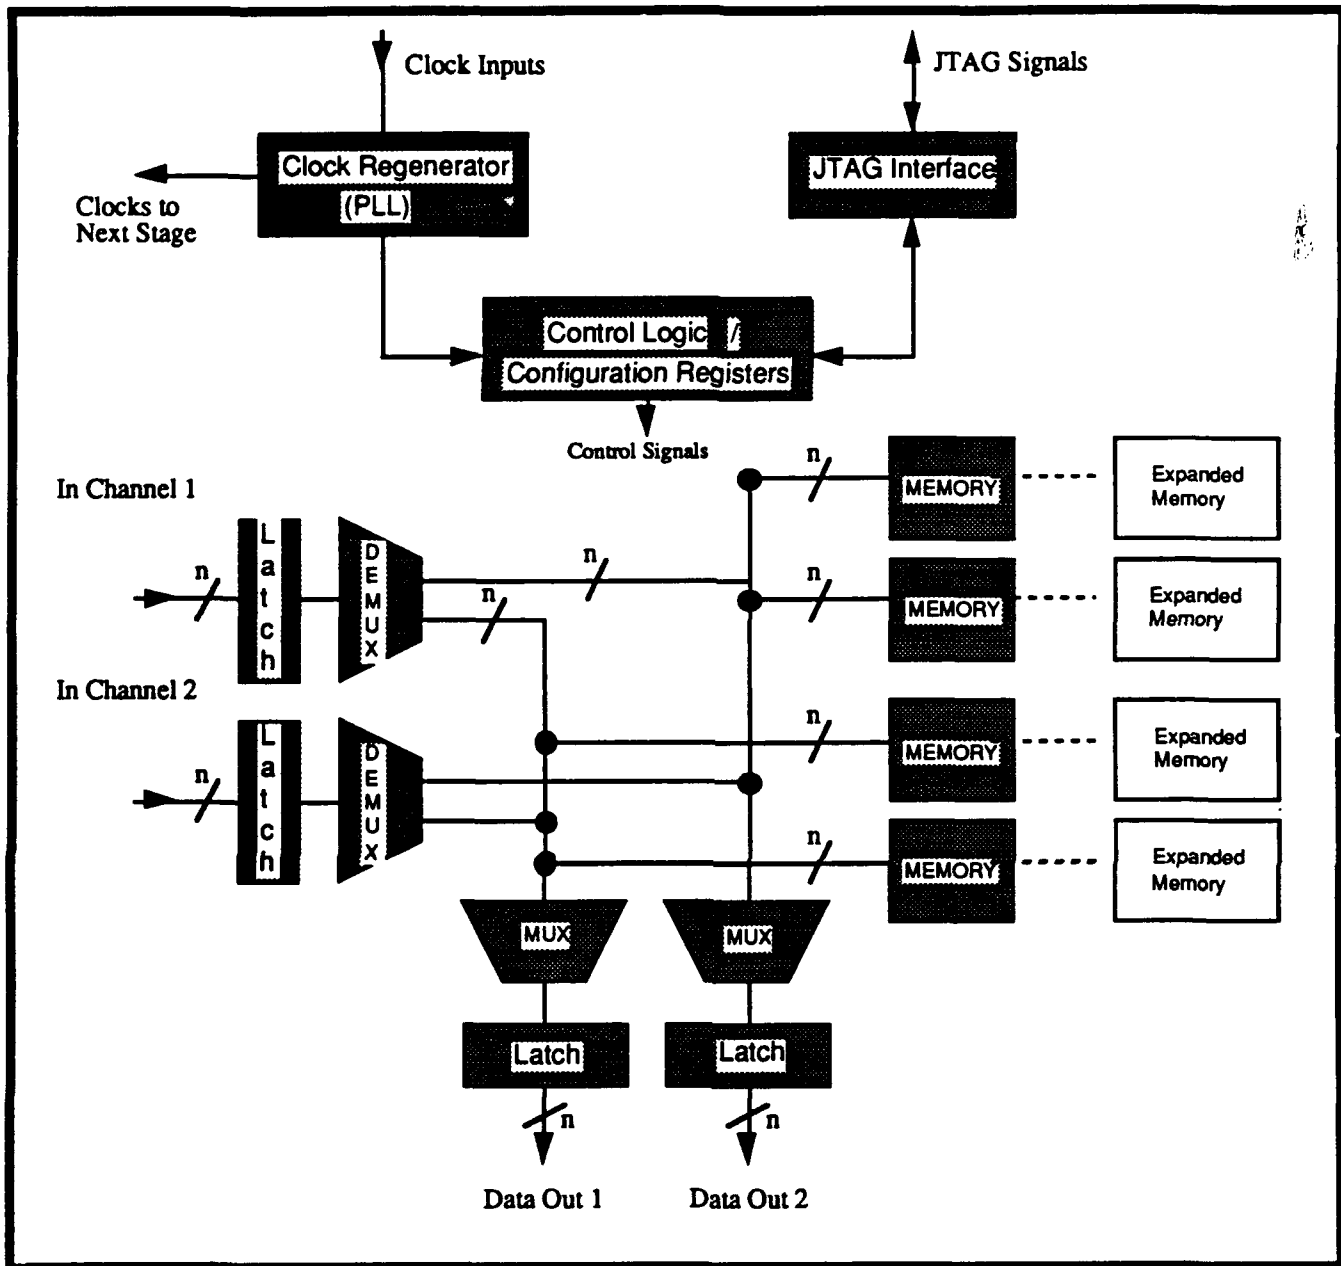 Clock Inputs
JTAG Signals
Clock Regenerator
(PLL)
JTAG Interface
Clocks to
Next Stage
Control Logic /
Configuration Registers
Control Signals
In Channel 1
n
MEMORY
Expanded
Memory
Latch
DEMUX
n
n
n
n
MEMORY
Expanded
Memory
In Channel 2
n
MEMORY
Expanded
Memory
Latch
DEMUX
n
n
MEMORY
Expanded
Memory
MUX
MUX
Latch
Latch
n
n
Data Out 1
Data Out 2